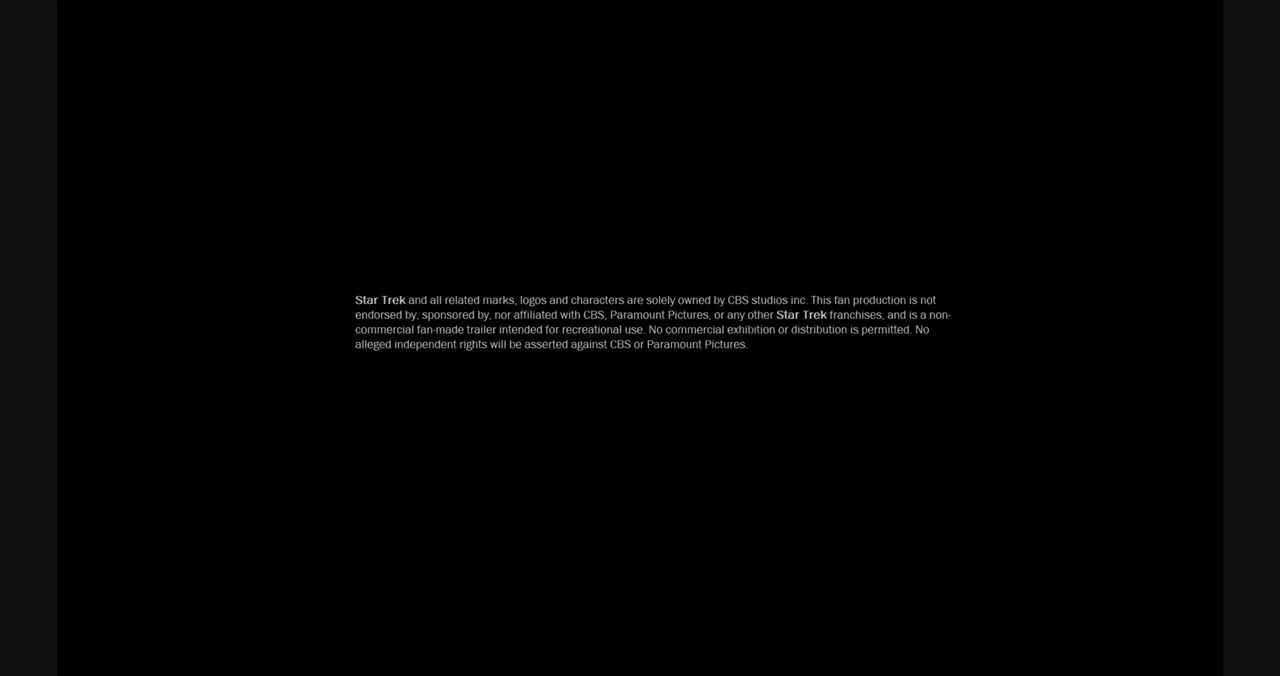 Star Trek and all related marks, logos and characters are solely owned by CBS studios inc. This fan production is not
endorsed by, sponsored by, nor affiliated with CBS, Paramount Pictures, or any other Star Trek franchises, and is a non-
commercial fan-made trailer intended for recreational use. No commercial exhibition or distribution is permitted. No
alleged independent rights will be asserted against CBS or Paramount Pictures.